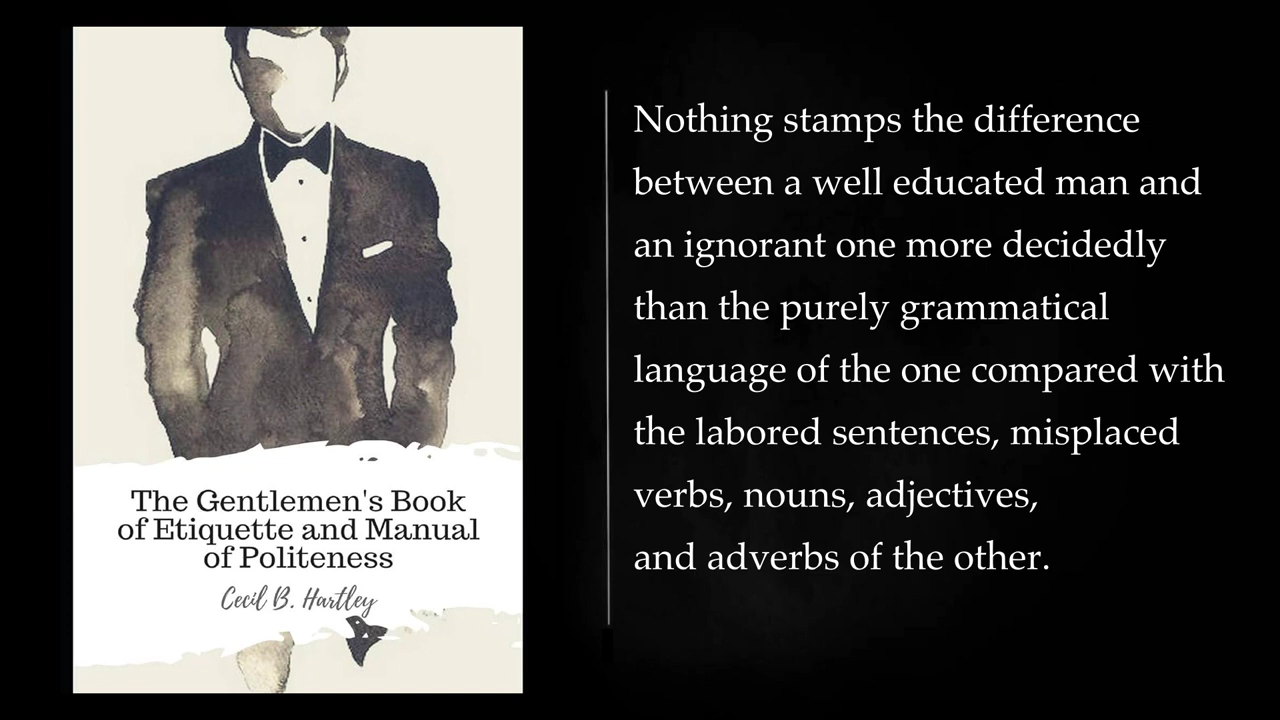 The Gentlemen's Book
of Etiquette and Manual
of Politeness
Cecil B. Hartley
Nothing stamps the difference
between a well educated man and
an ignorant one more decidedly
than the purely grammatical
language of the one compared with
the labored sentences, misplaced
verbs, nouns, adjectives,
and adverbs of the other.